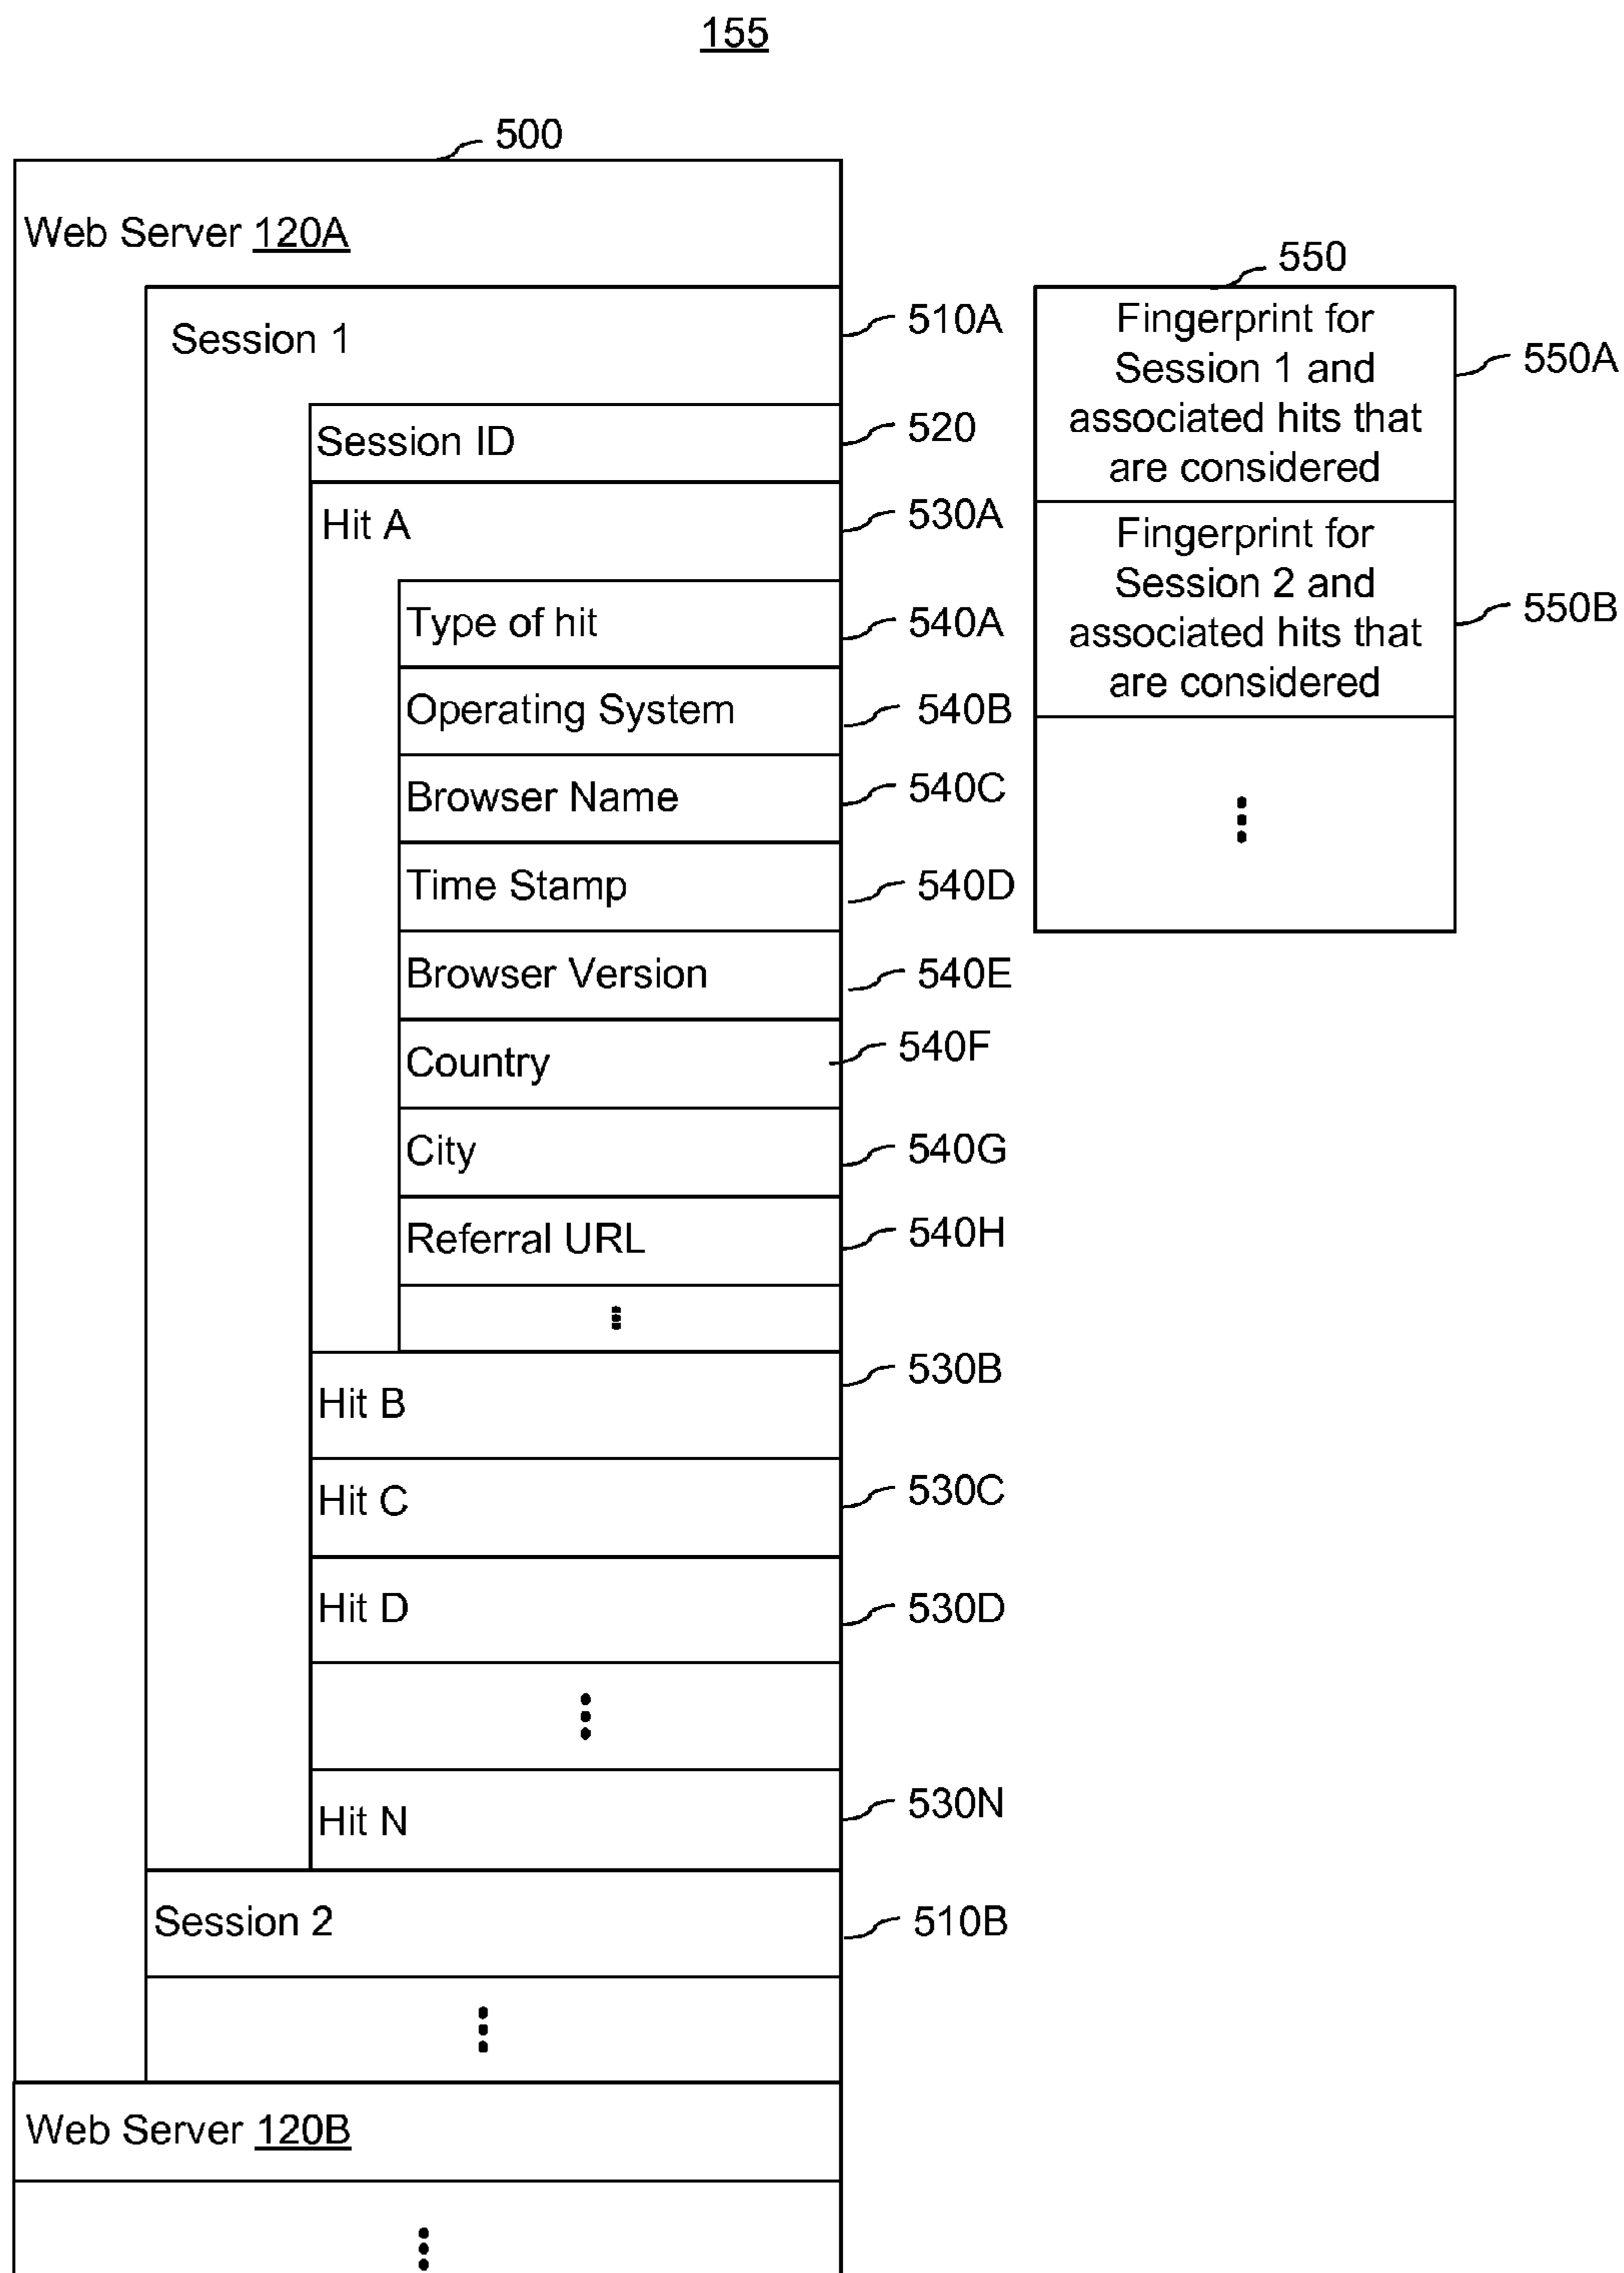 155
500
Web Server 120A
Session 1
510A
Session ID
520
Hit A
530A
Type of hit
540A
Operating System
540B
Browser Name
540C
Time Stamp
540D
Browser Version
540E
Country
540F
City
540G
Referral URL
540H
Hit B
530B
Hit C
530C
Hit D
530D
Hit N
530N
Session 2
510B
Web Server 120B
550
Fingerprint for
Session 1 and
associated hits that
are considered
550A
Fingerprint for
Session 2 and
associated hits that
are considered
550B